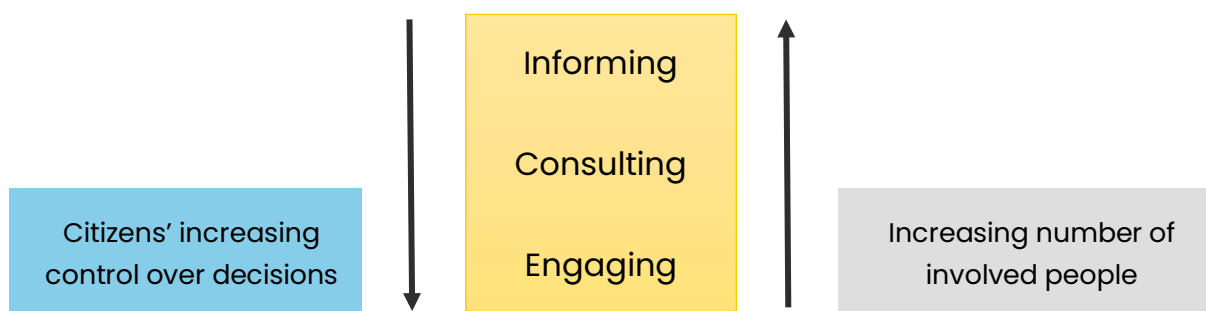 Informing
Consulting
Engaging
Citizens’ increasing
control over decisions
Increasing number of
involved people